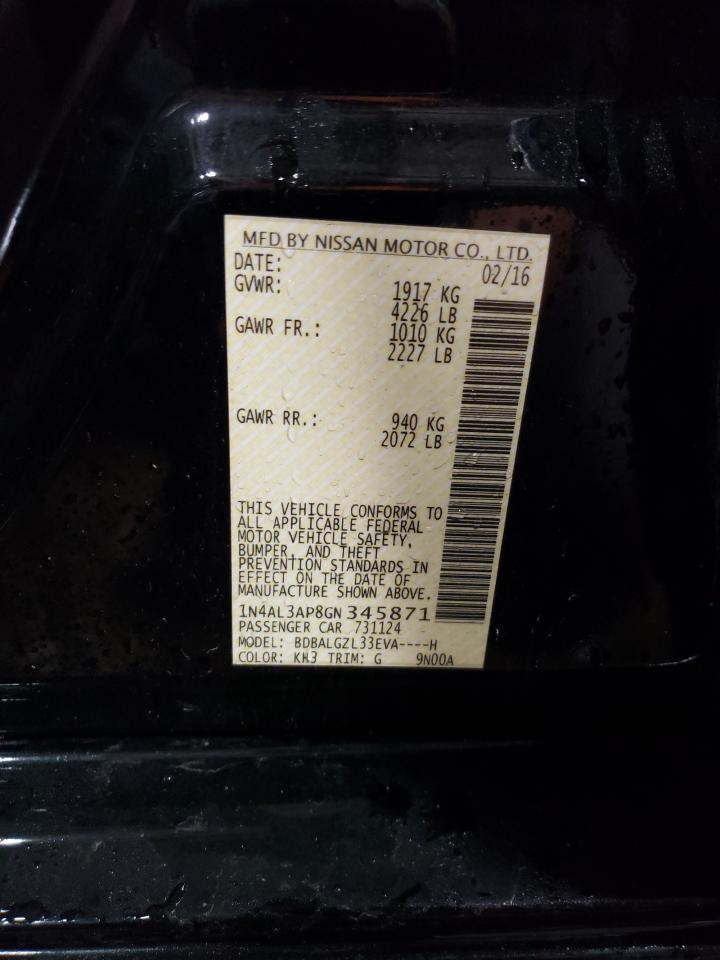 MFD BY NISSAN MOTOR CO., LTD.
DATE: 02/16
GVWR: 1917 KG
4226 LB
GAWR FR.: 1010 KG
2227 LB
GAWR RR.: 940 KG
2072 LB
THIS VEHICLE CONFORMS TO
ALL APPLICABLE FEDERAL
MOTOR VEHICLE SAFETY,
BUMPER, AND THEFT
PREVENTION STANDARDS IN
EFFECT ON THE DATE OF
MANUFACTURE SHOWN ABOVE.
1N4AL3AP8GN345871
PASSENGER CAR 731124
MODEL: BDBALGZL33EVA----H
COLOR: KH3 TRIM: G 9N00A